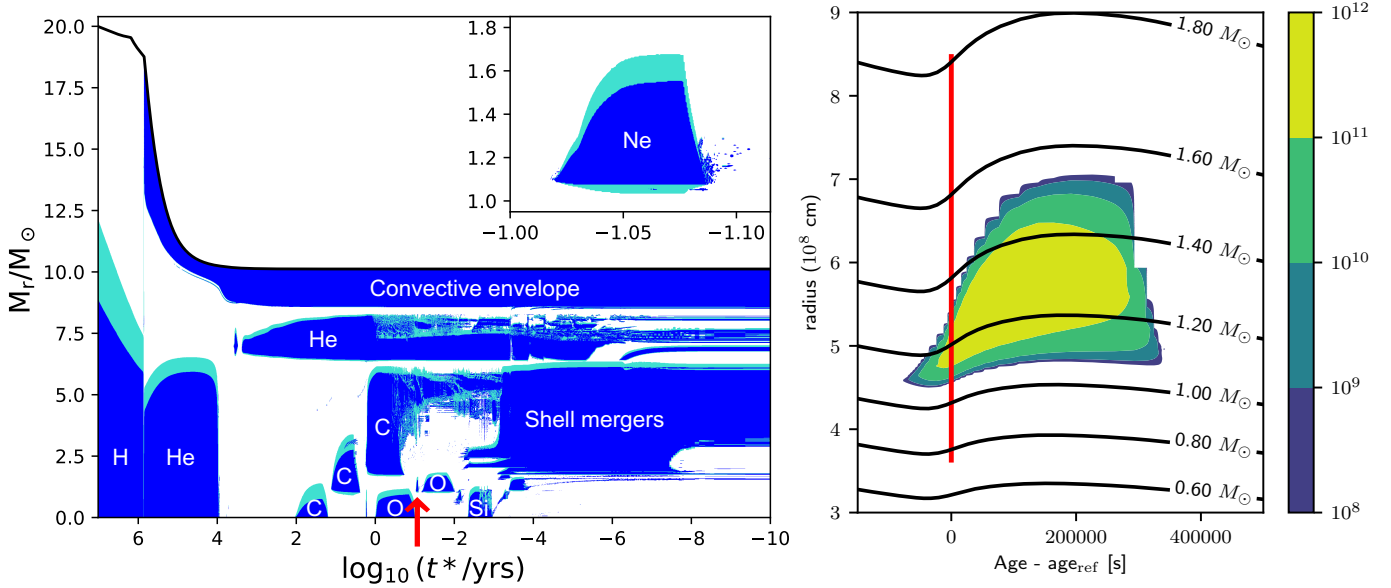 20.0
17.5
15.0
12.5
10.0
7.5
5.0
2.5
0.0
M_r/M_⊙
6
4
2
0
−2
−4
−6
−8
−10
log₁₀(t*/yrs)
H
He
He
C
C
C
O
O
Si
Convective envelope
Shell mergers
1.8
1.6
1.4
1.2
1.0
Ne
−1.00
−1.05
−1.10
9
8
7
6
5
4
3
radius (10⁸ cm)
0
200000
400000
Age - age_ref [s]
1.80 M_⊙
1.60 M_⊙
1.40 M_⊙
1.20 M_⊙
1.00 M_⊙
0.80 M_⊙
0.60 M_⊙
10¹²
10¹¹
10¹⁰
10⁹
10⁸